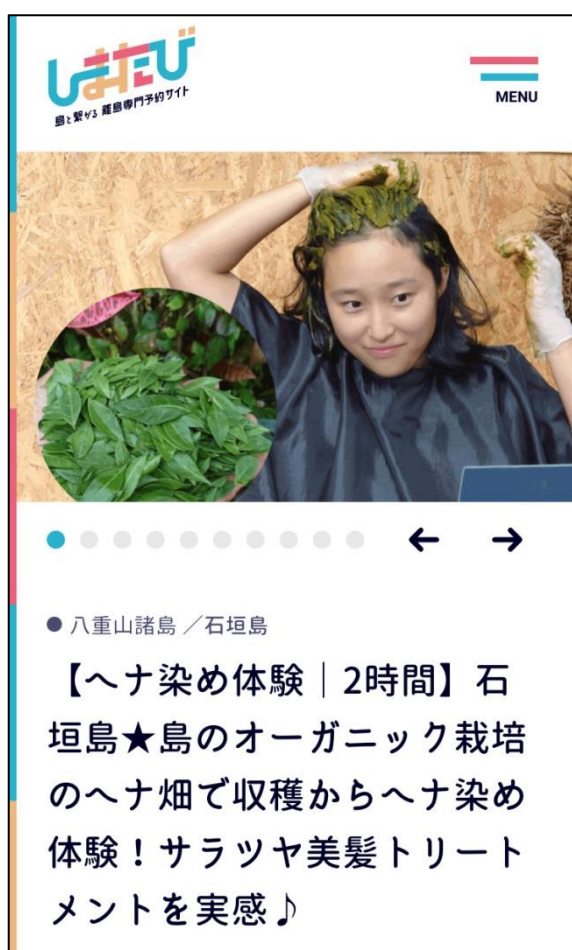 しまたび
島と繋がる 離島専門予約サイト
MENU
● 八重山諸島 ／石垣島
【ヘナ染め体験｜2時間】石
垣島★島のオーガニック栽培
のヘナ畑で収穫からヘナ染め
体験！サラツヤ美髪トリート
メントを実感♪